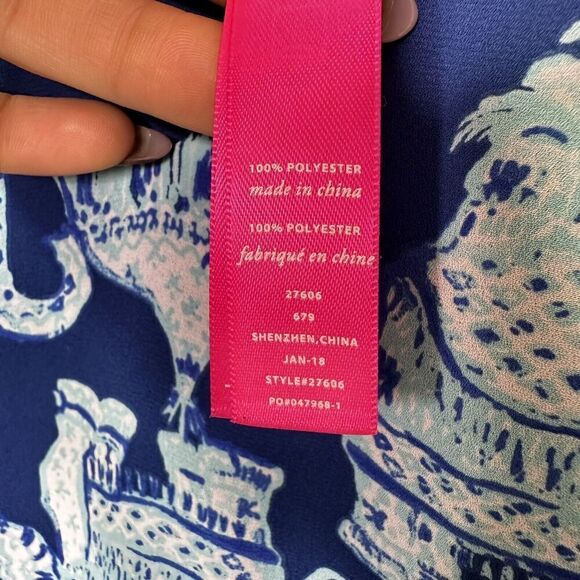 100% POLYESTER
made in china
100% POLYESTER
fabriqué en chine
27606
679
SHENZHEN,CHINA
JAN-18
STYLE#27606
PO#047968-1